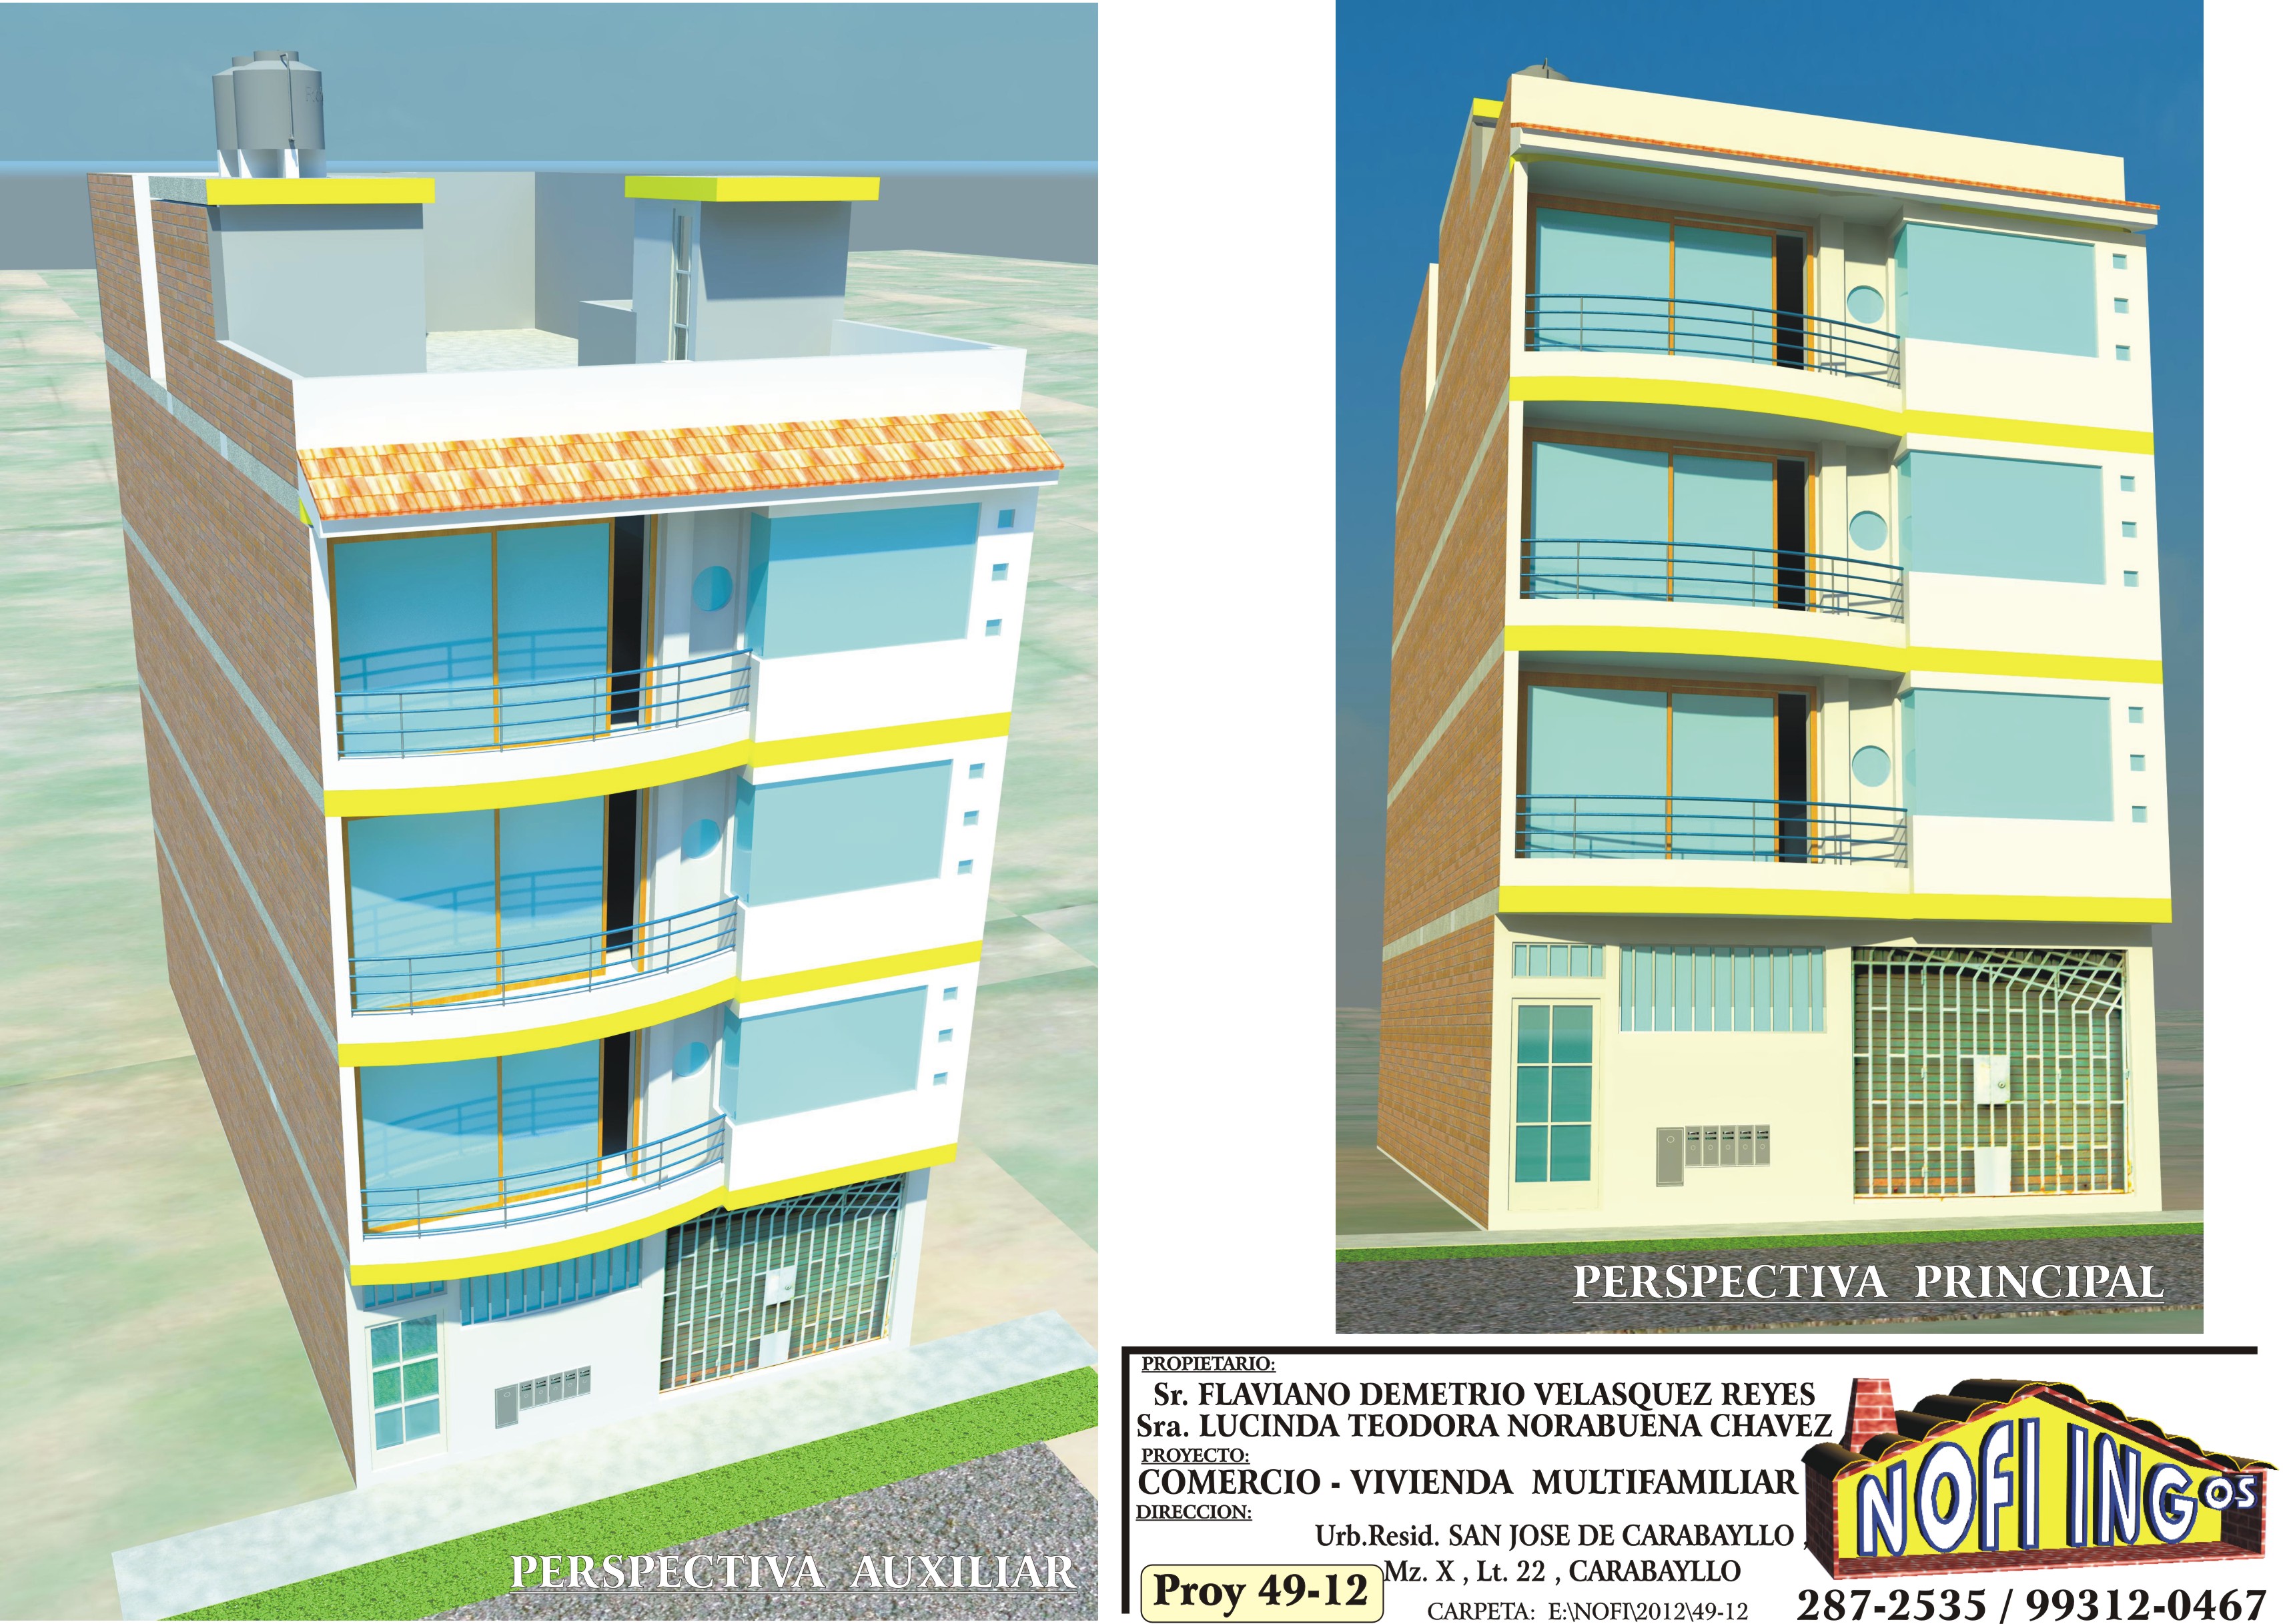 PERSPECTIVA AUXILIAR
PERSPECTIVA PRINCIPAL
PROPIETARIO:
Sr. FLAVIANO DEMETRIO VELASQUEZ REYES
Sra. LUCINDA TEODORA NORABUENA CHAVEZ
PROYECTO:
COMERCIO - VIVIENDA MULTIFAMILIAR
DIRECCION:
Urb.Resid. SAN JOSE DE CARABAYLLO ,
Mz. X , Lt. 22 , CARABAYLLO
Proy 49-12
CARPETA: E:\NOFI\2012\49-12
NOFI INGOS
287-2535 / 99312-0467